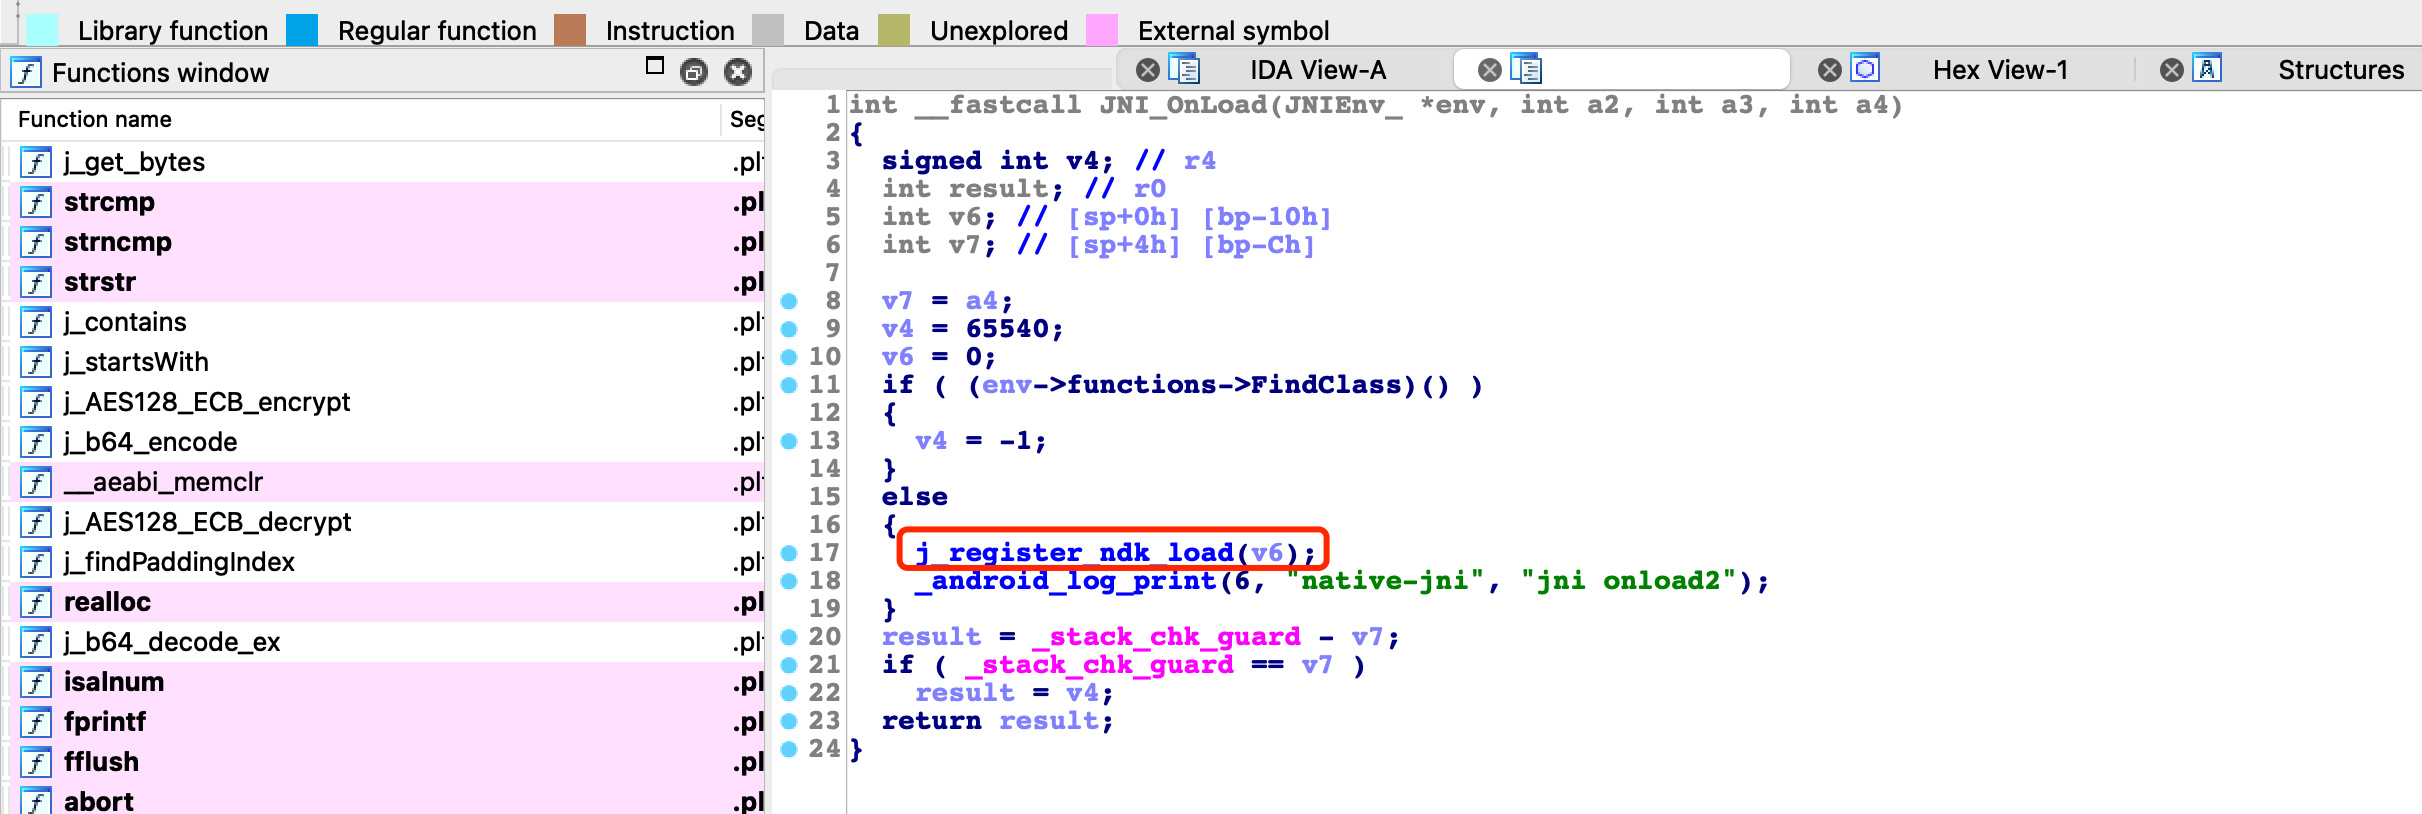 Library function Regular function Instruction Data Unexplored External symbol
Functions window
IDA View-A Hex View-1 Structures
Function name Seg
j_get_bytes .pl
strcmp .pl
strncmp .pl
strstr .pl
j_contains .pl
j_startsWith .pl
j_AES128_ECB_encrypt .pl
j_b64_encode .pl
__aeabi_memclr .pl
j_AES128_ECB_decrypt .pl
j_findPaddingIndex .pl
realloc .pl
j_b64_decode_ex .pl
isalnum .pl
fprintf .pl
fflush .pl
abort .pl
1 int __fastcall JNI_OnLoad(JNIEnv_ *env, int a2, int a3, int a4)
2 {
3 signed int v4; // r4
4 int result; // r0
5 int v6; // [sp+0h] [bp-10h]
6 int v7; // [sp+4h] [bp-Ch]
7
8 v7 = a4;
9 v4 = 65540;
10 v6 = 0;
11 if ( (env->functions->FindClass)() )
12 {
13 v4 = -1;
14 }
15 else
16 {
17 j_register_ndk_load(v6);
18 _android_log_print(6, "native-jni", "jni onload2");
19 }
20 result = _stack_chk_guard - v7;
21 if ( _stack_chk_guard == v7 )
22 result = v4;
23 return result;
24 }